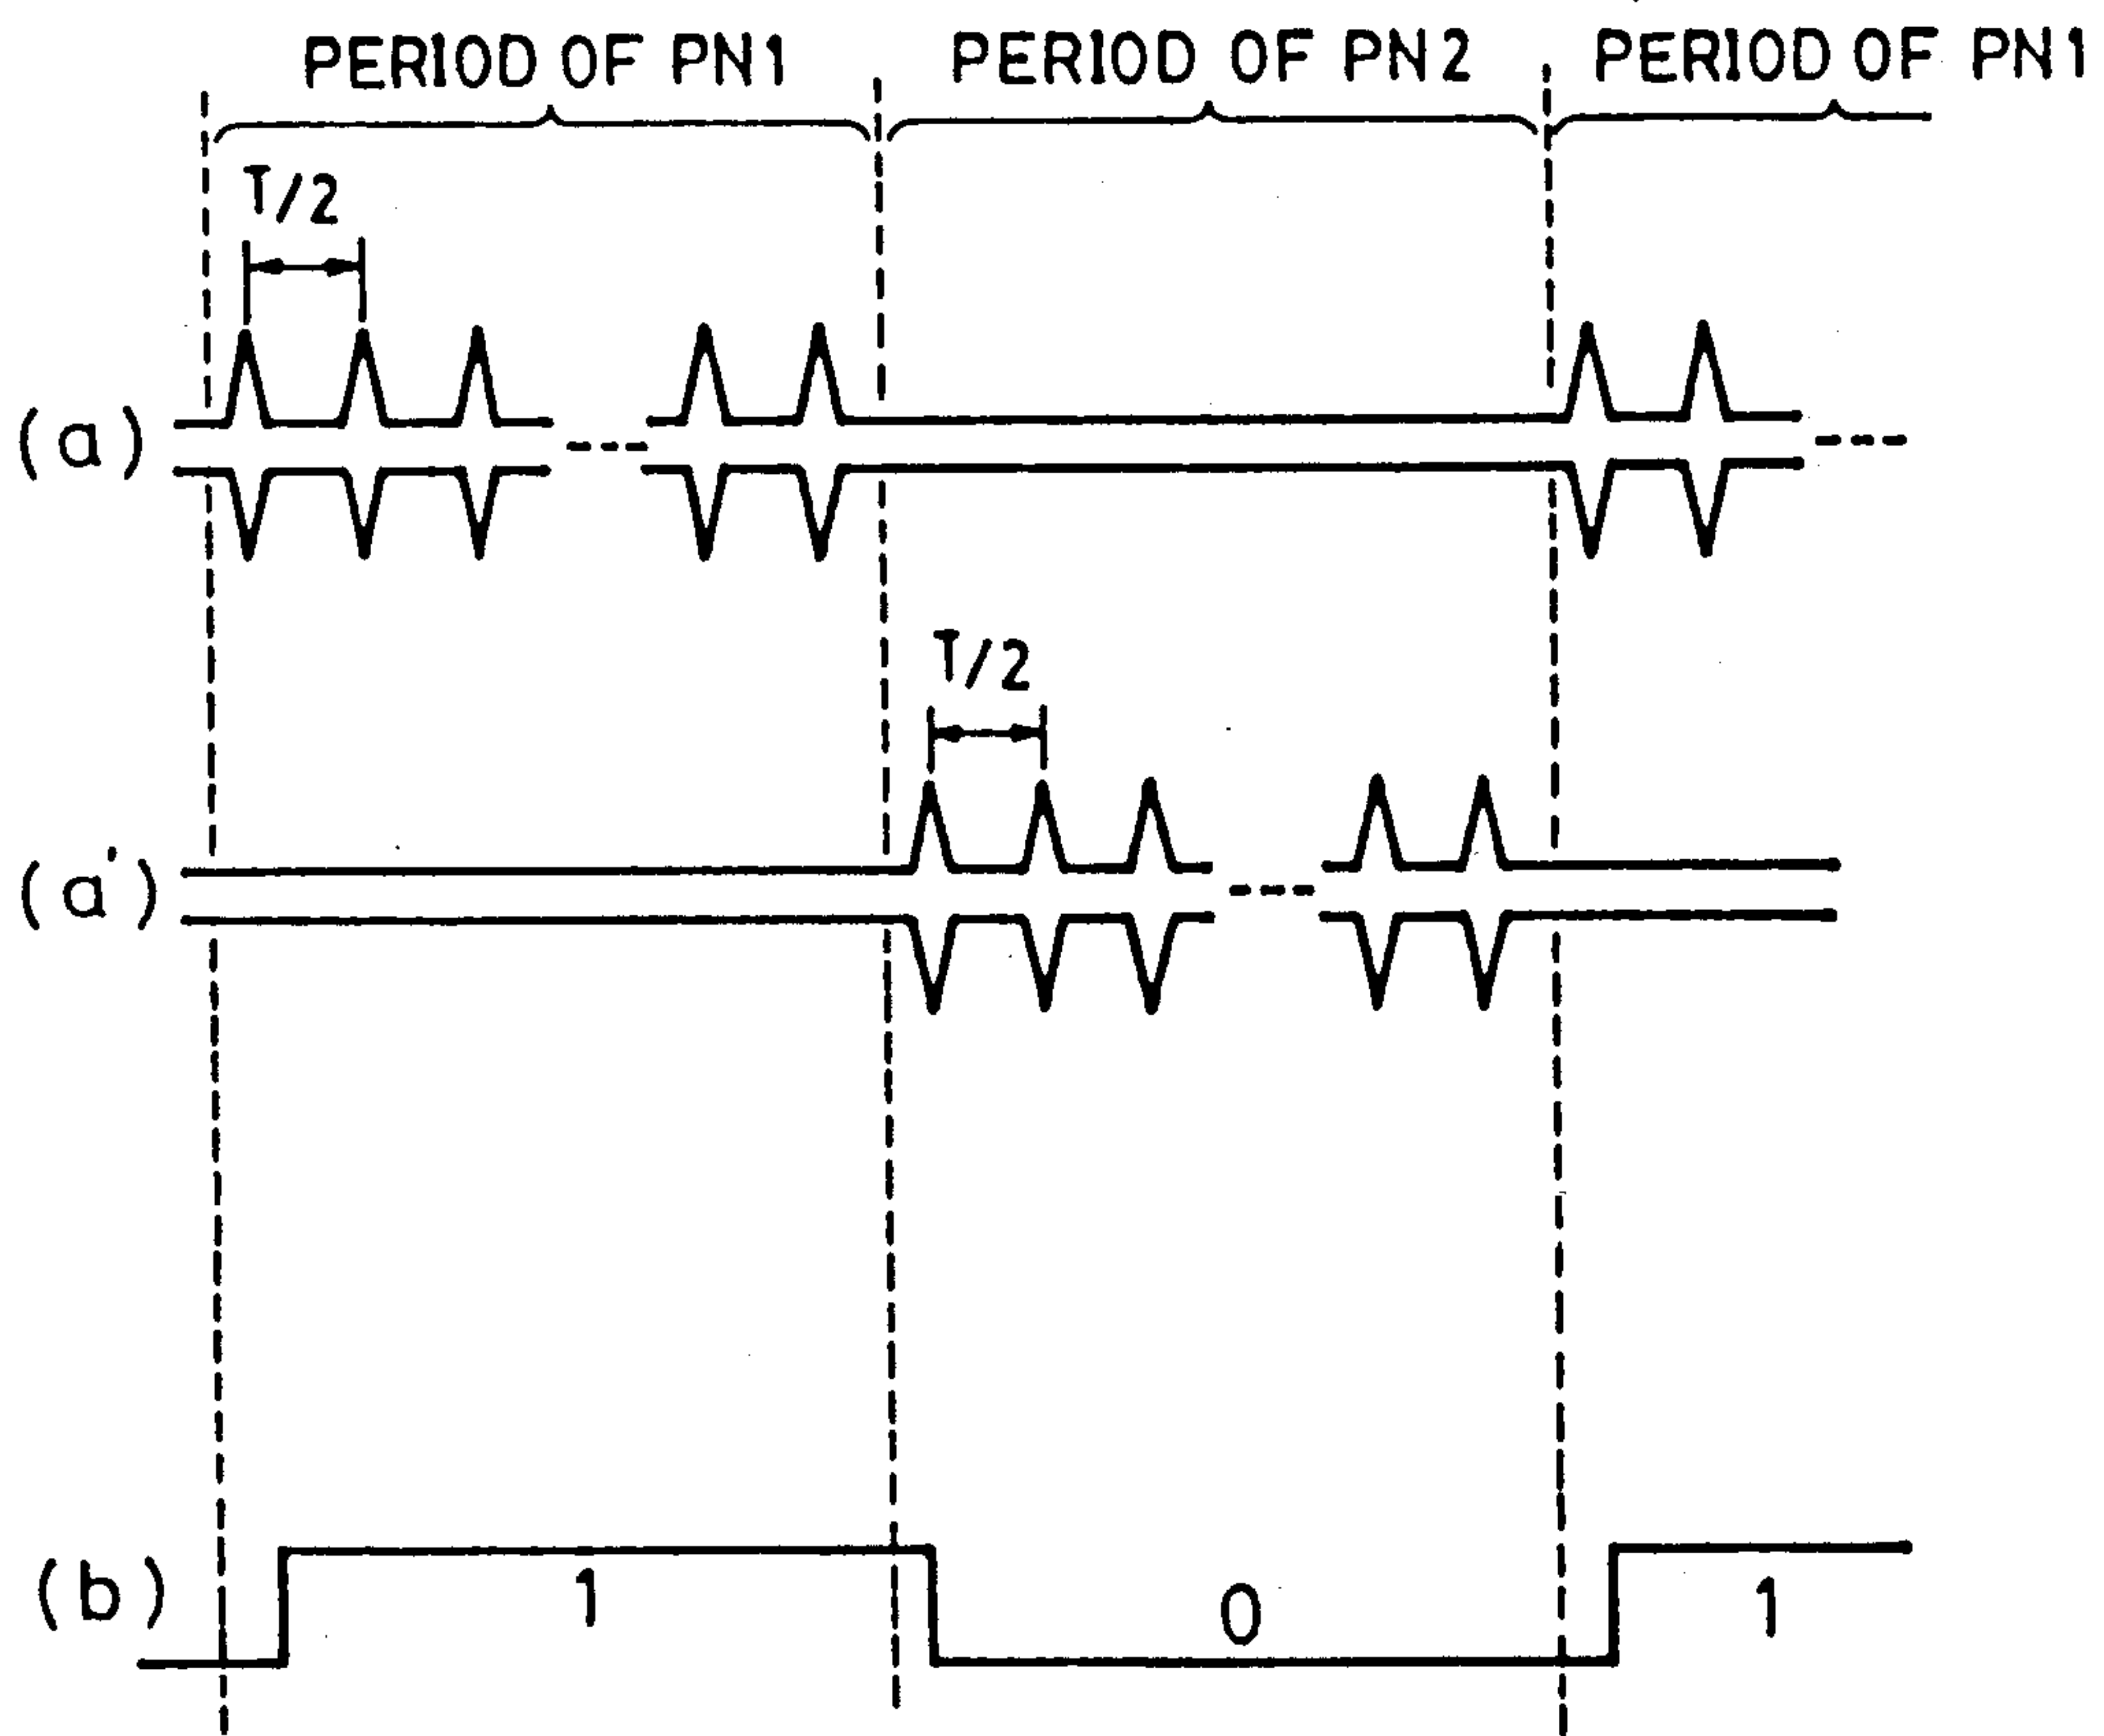 PERIOD OF PN1 PERIOD OF PN2 PERIOD OF PN1
T/2
(a)
T/2
(a')
(b) 1 0 1